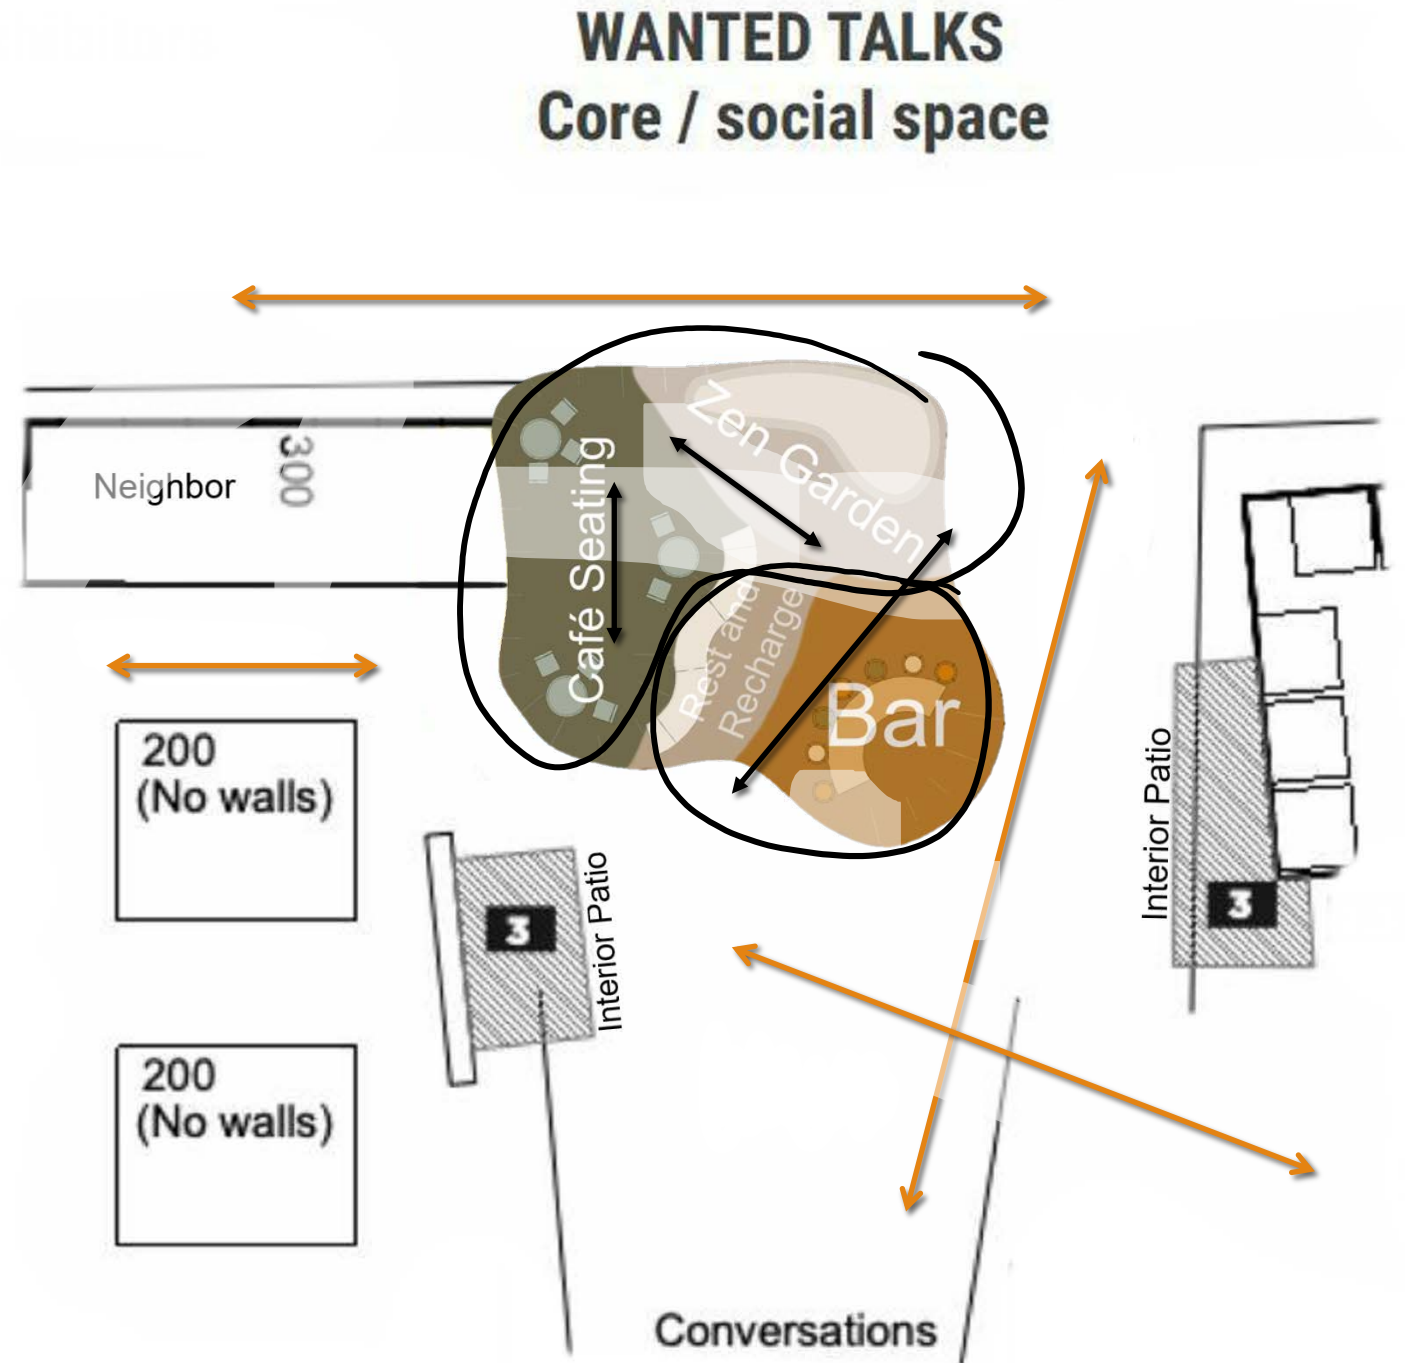 WANTED TALKS
Core / social space
Neighbor
300
Café Seating
Zen Garden
Rest and
Recharge
Bar
200
(No walls)
3
Interior Patio
Interior Patio
3
200
(No walls)
Conversations